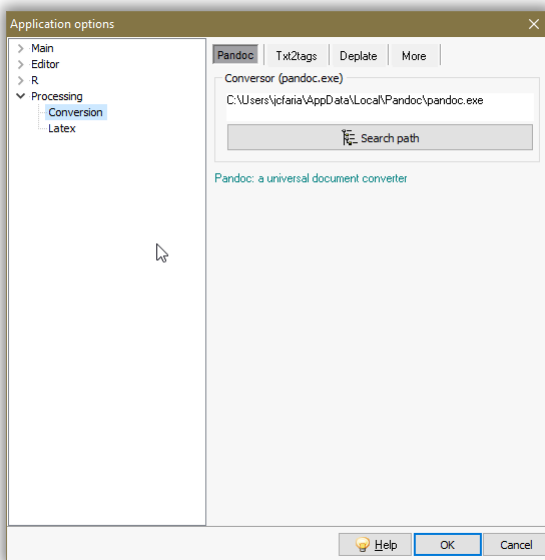 Application options
Main
Editor
R
Processing
Conversion
Latex
Pandoc Txt2tags Deplate More
Conversor (pandoc.exe)
C:\Users\jcfaria\AppData\Local\Pandoc\pandoc.exe
Search path
Pandoc: a universal document converter
Help OK Cancel